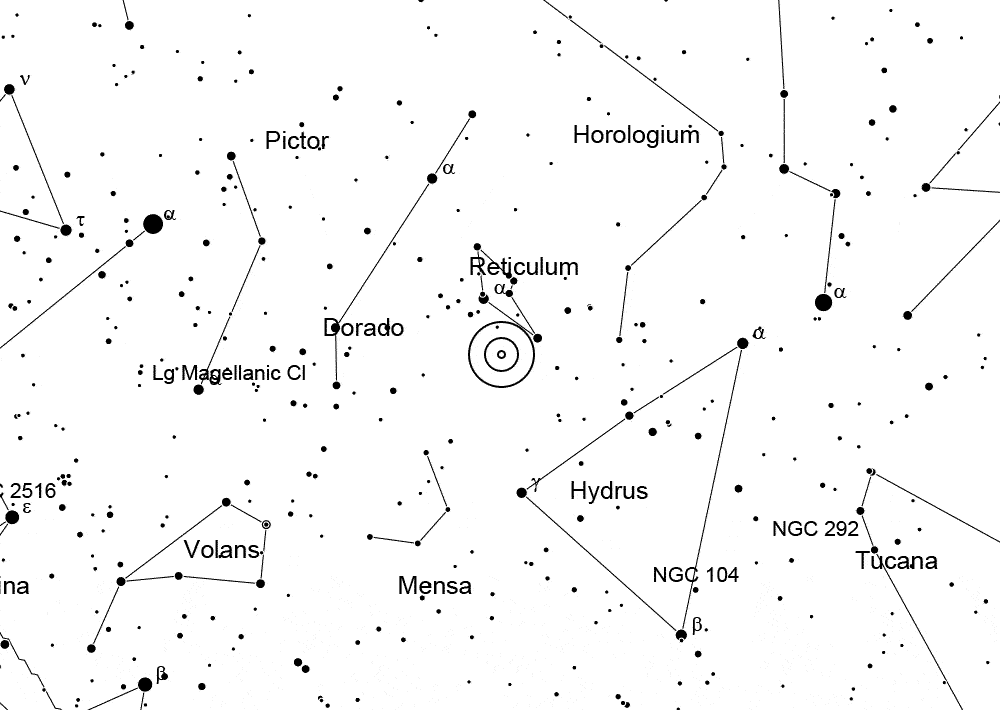 ν
Pictor
Horologium
α
τ
α
Reticulum
α
α
Dorado
α
Lg Magellanic Cl
2516
ε
γ
Hydrus
NGC 292
Volans
Tucana
NGC 104
ina
Mensa
β
β